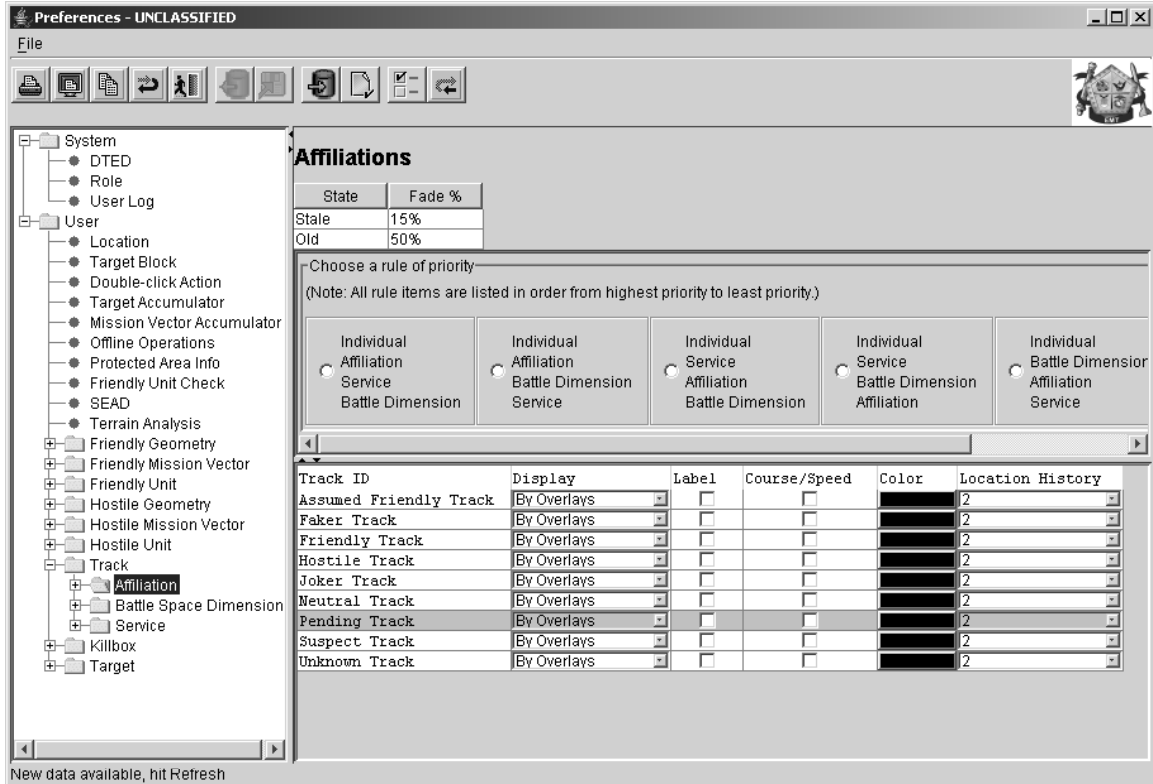 Preferences - UNCLASSIFIED
File
EMT
System
DTED
Role
User Log
User
Location
Target Block
Double-click Action
Target Accumulator
Mission Vector Accumulator
Offline Operations
Protected Area Info
Friendly Unit Check
SEAD
Terrain Analysis
Friendly Geometry
Friendly Mission Vector
Friendly Unit
Hostile Geometry
Hostile Mission Vector
Hostile Unit
Track
Affiliation
Battle Space Dimension
Service
Killbox
Target
Affiliations
State Fade %
Stale 15%
Old 50%
Choose a rule of priority
(Note: All rule items are listed in order from highest priority to least priority.)
Individual
Affiliation
Service
Battle Dimension
Individual
Affiliation
Battle Dimension
Service
Individual
Service
Affiliation
Battle Dimension
Individual
Service
Battle Dimension
Affiliation
Individual
Battle Dimension
Affiliation
Service
Track ID Display Label Course/Speed Color Location History
Assumed Friendly Track By Overlays 2
Faker Track By Overlays 2
Friendly Track By Overlays 2
Hostile Track By Overlays 2
Joker Track By Overlays 2
Neutral Track By Overlays 2
Pending Track By Overlays 2
Suspect Track By Overlays 2
Unknown Track By Overlays 2
New data available, hit Refresh